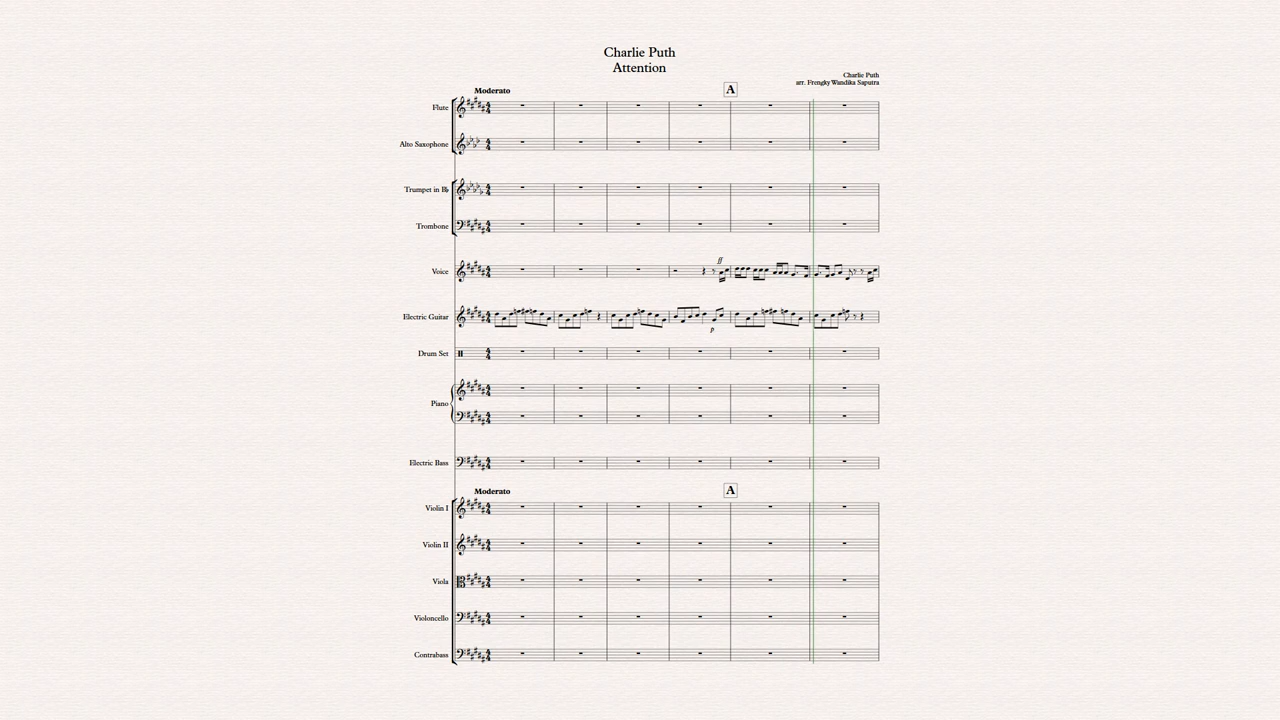 Charlie Puth
Attention
Charlie Puth
arr. Frengky Wandika Saputra
Moderato
A
Flute
Alto Saxophone
Trumpet in B♭
Trombone
ff
Voice
Electric Guitar
p
Drum Set
Piano
Electric Bass
Moderato
A
Violin I
Violin II
Viola
Violoncello
Contrabass